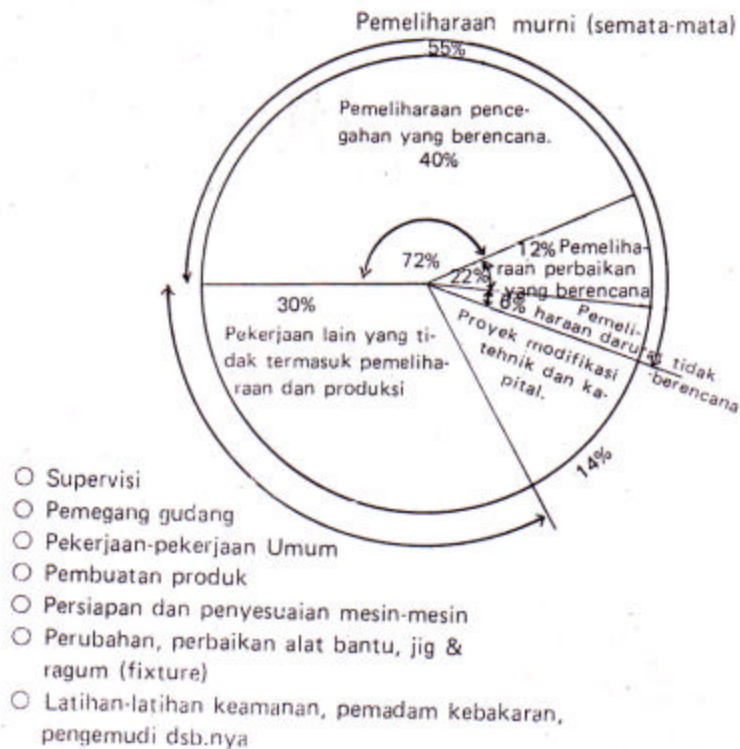 Pemeliharaan murni (semata-mata)
55%
Pemeliharaan pence-
gahan yang berencana.
40%
72%
22%
12% Pemeliha-
raan perbaikan
yang berencana
6% Pemeli-
haraan darurat tidak
berencana
Proyek modifikasi
tehnik dan ka-
pital.
14%
30%
Pekerjaan lain yang ti-
dak termasuk pemeliha-
raan dan produksi
○ Supervisi
○ Pemegang gudang
○ Pekerjaan-pekerjaan Umum
○ Pembuatan produk
○ Persiapan dan penyesuaian mesin-mesin
○ Perubahan, perbaikan alat bantu, jig &
ragum (fixture)
○ Latihan-latihan keamanan, pemadam kebakaran,
pengemudi dsb.nya